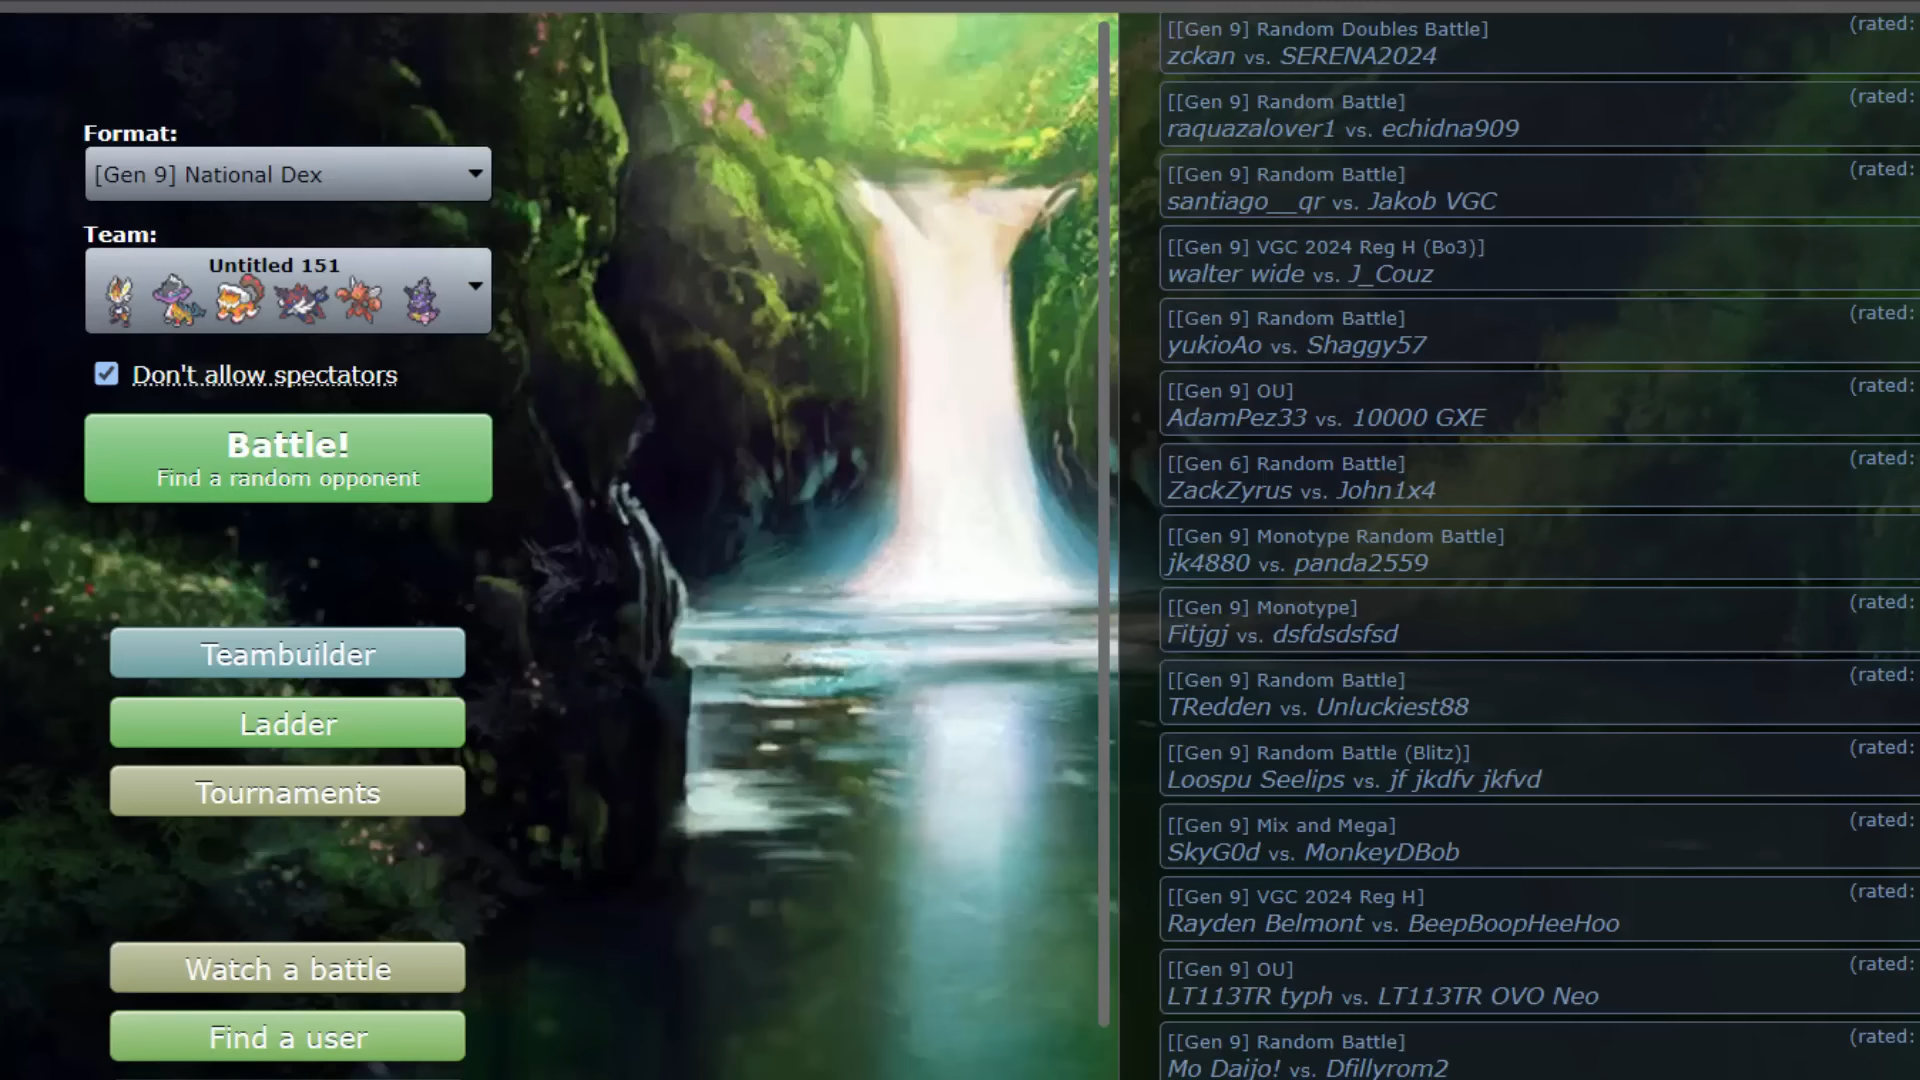 Format:
[Gen 9] National Dex
Team:
Untitled 151
Don't allow spectators
Battle!
Find a random opponent
Teambuilder
Ladder
Tournaments
Watch a battle
Find a user
[[Gen 9] Random Doubles Battle]
(rated:
zckan vs. SERENA2024
[[Gen 9] Random Battle]
(rated:
raquazalover1 vs. echidna909
[[Gen 9] Random Battle]
(rated:
santiago__qr vs. Jakob VGC
[[Gen 9] VGC 2024 Reg H (Bo3)]
walter wide vs. J_Couz
[[Gen 9] Random Battle]
(rated:
yukioAo vs. Shaggy57
[[Gen 9] OU]
(rated:
AdamPez33 vs. 10000 GXE
[[Gen 6] Random Battle]
(rated:
ZackZyrus vs. John1x4
[[Gen 9] Monotype Random Battle]
jk4880 vs. panda2559
[[Gen 9] Monotype]
(rated:
Fitjgj vs. dsfdsdsfsd
[[Gen 9] Random Battle]
(rated:
TRedden vs. Unluckiest88
[[Gen 9] Random Battle (Blitz)]
(rated:
Loospu Seelips vs. jf jkdfv jkfvd
[[Gen 9] Mix and Mega]
(rated:
SkyG0d vs. MonkeyDBob
[[Gen 9] VGC 2024 Reg H]
(rated:
Rayden Belmont vs. BeepBoopHeeHoo
[[Gen 9] OU]
(rated:
LT113TR typh vs. LT113TR OVO Neo
[[Gen 9] Random Battle]
(rated:
Mo Daijo! vs. Dfillyrom2